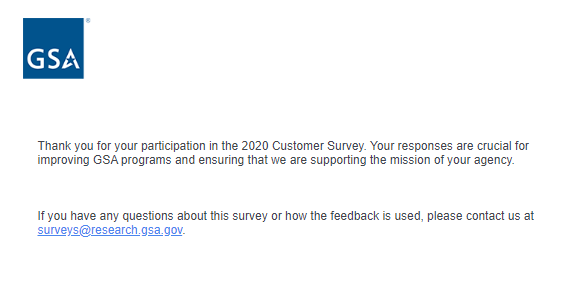 GSA
®
Thank you for your participation in the 2020 Customer Survey. Your responses are crucial for
improving GSA programs and ensuring that we are supporting the mission of your agency.
If you have any questions about this survey or how the feedback is used, please contact us at
surveys@research.gsa.gov.